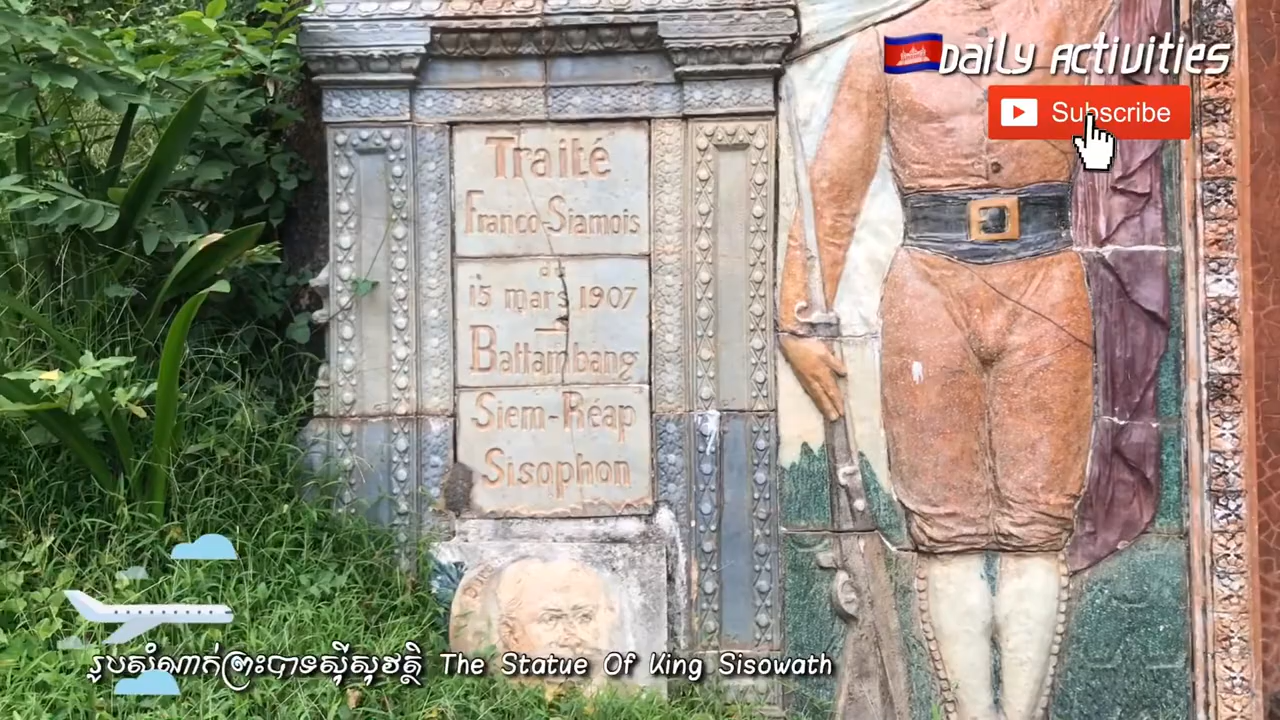 Daily Activities
Subscribe
Traité
Franco-Siamois
du
15 mars 1907
Battambang
Siem-Réap
Sisophon
រូបសំណាក់ព្រះបាទស៊ីសុវត្ថិ The Statue Of King Sisowath